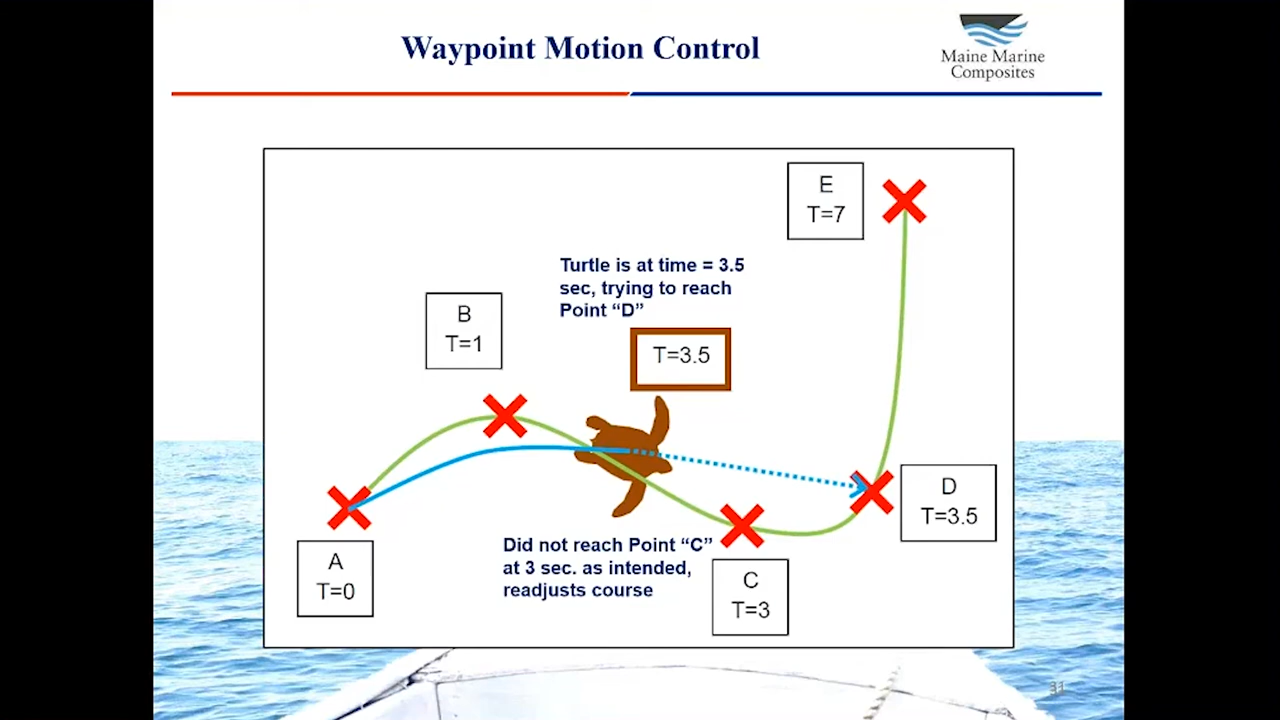 Waypoint Motion Control
Maine Marine
Composites
E
T=7
Turtle is at time = 3.5
sec, trying to reach
Point “D”
B
T=1
T=3.5
D
T=3.5
Did not reach Point “C”
at 3 sec. as intended,
readjusts course
A
T=0
C
T=3
31